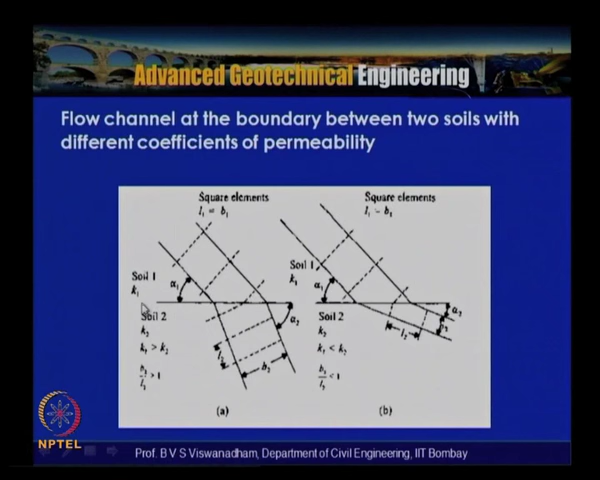 Advanced Geotechnical Engineering
Flow channel at the boundary between two soils with
different coefficients of permeability
Square elements
l₁ = b₁
Soil 1
k₁
α₁
Soil 2
k₂
k₁ > k₂
b₂/l₂ > 1
α₂
l₂
b₂
(a)
Square elements
l₁ = b₁
Soil 1
k₁
α₁
Soil 2
k₂
k₁ < k₂
b₂/l₂ < 1
α₂
b₂
l₂
(b)
NPTEL
Prof. B V S Viswanadham, Department of Civil Engineering, IIT Bombay